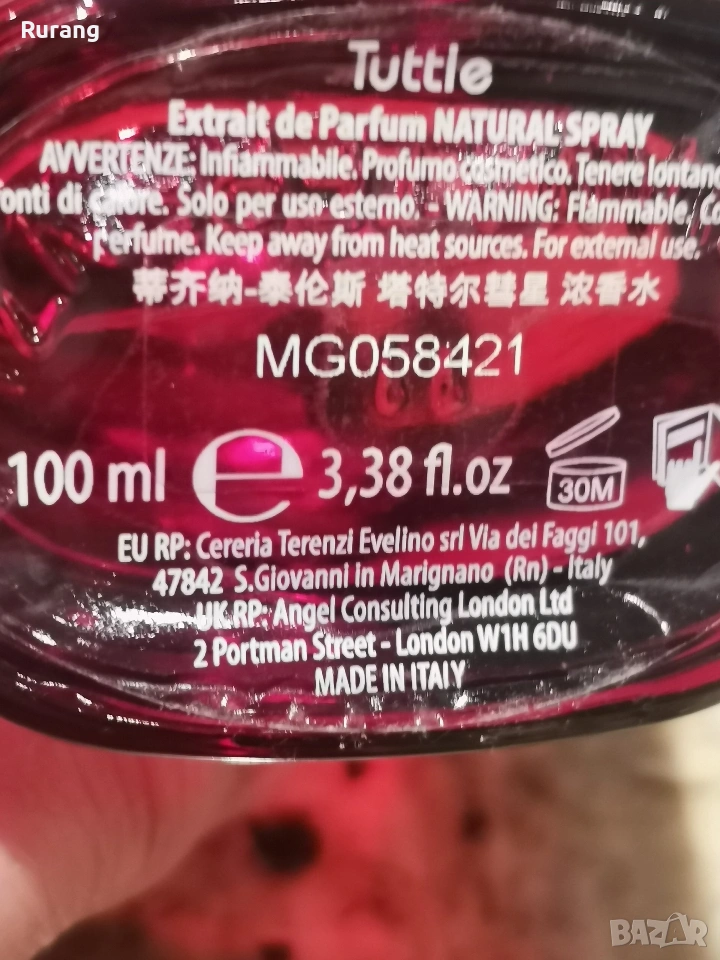 Rurang
Tuttle
Extrait de Parfum NATURAL SPRAY
AVVERTENZE: Infiammabile. Profumo cosmetico. Tenere lontano
fonti di calore. Solo per uso esterno. - WARNING: Flammable, Co
Perfume. Keep away from heat sources. For external use.
蒂齐纳-泰伦斯 塔特尔彗星 浓香水
MG058421
100 ml e 3,38 fl.oz 30M
EU RP: Cereria Terenzi Evelino srl Via dei Faggi 101,
47842 S.Giovanni in Marignano (Rn) - Italy
UK RP: Angel Consulting London Ltd
2 Portman Street - London W1H 6DU
MADE IN ITALY
BAZAR